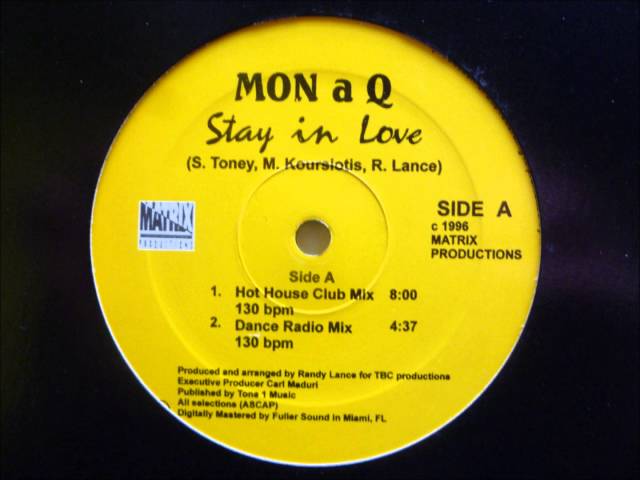 MON a Q
Stay in Love
(S. Toney, M. Koursiotis, R. Lance)
MATRIX
PRODUCTIONS
SIDE A
c 1996
MATRIX
PRODUCTIONS
Side A
1. Hot House Club Mix 8:00
130 bpm
2. Dance Radio Mix 4:37
130 bpm
Produced and arranged by Randy Lance for TBC productions
Executive Producer Carl Maduri
Published by Tone 1 Music
All selections (ASCAP)
Digitally Mastered by Fuller Sound in Miami, FL